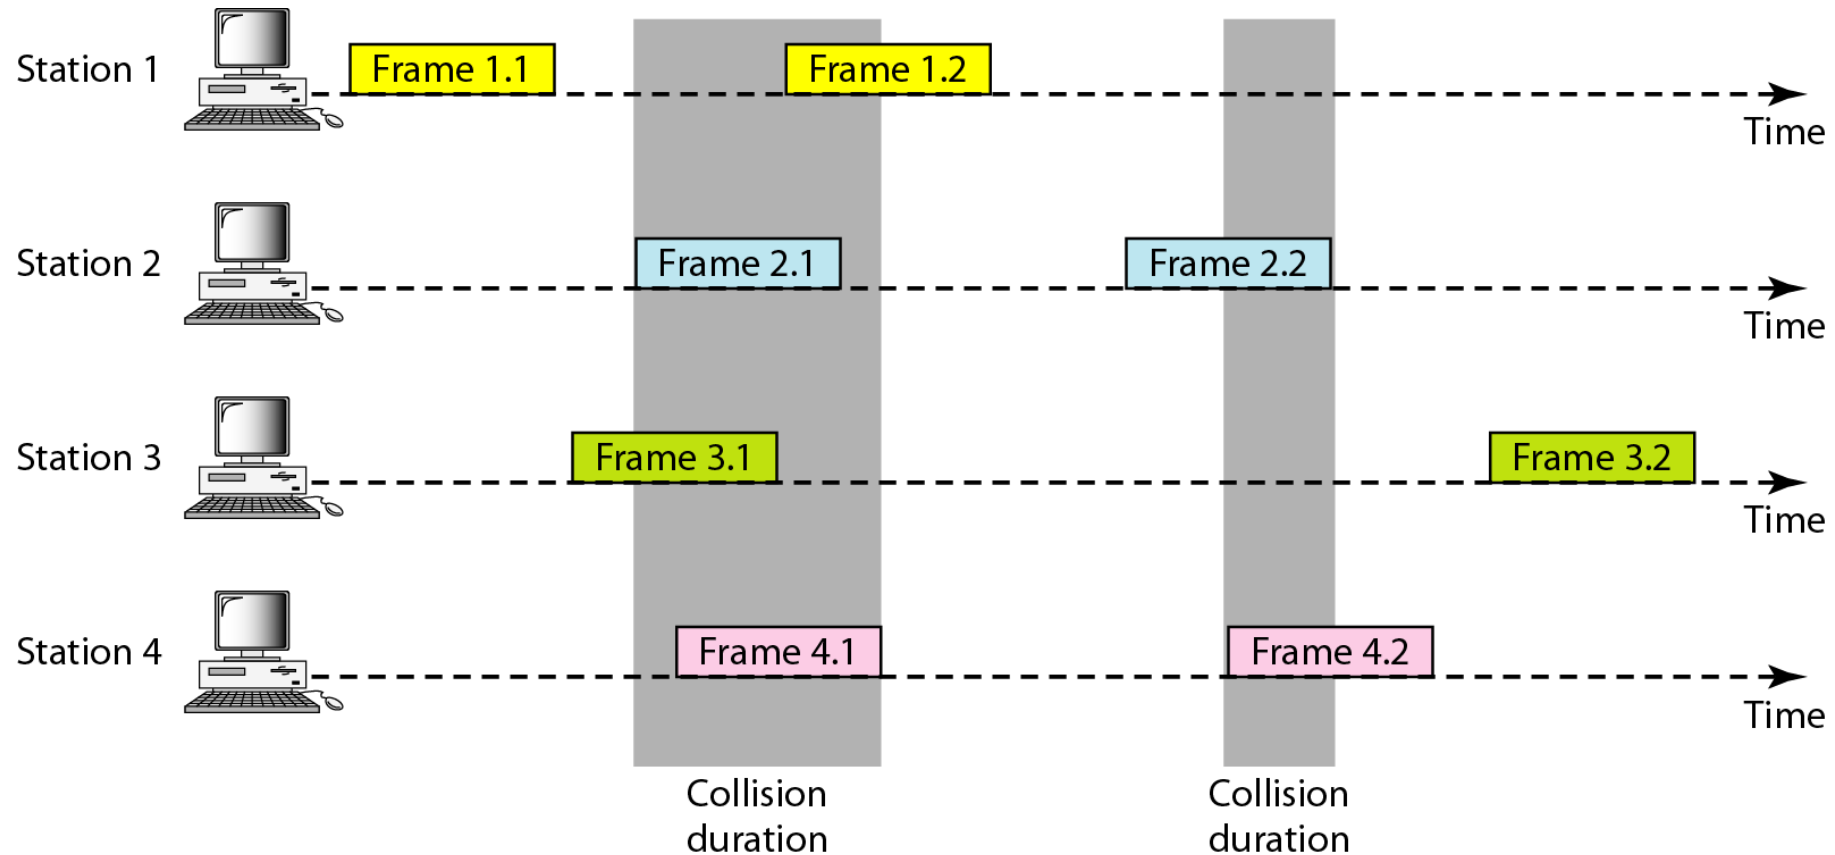 Station 1
Frame 1.1
Frame 1.2
Time
Station 2
Frame 2.1
Frame 2.2
Time
Station 3
Frame 3.1
Frame 3.2
Time
Station 4
Frame 4.1
Frame 4.2
Time
Collision
duration
Collision
duration